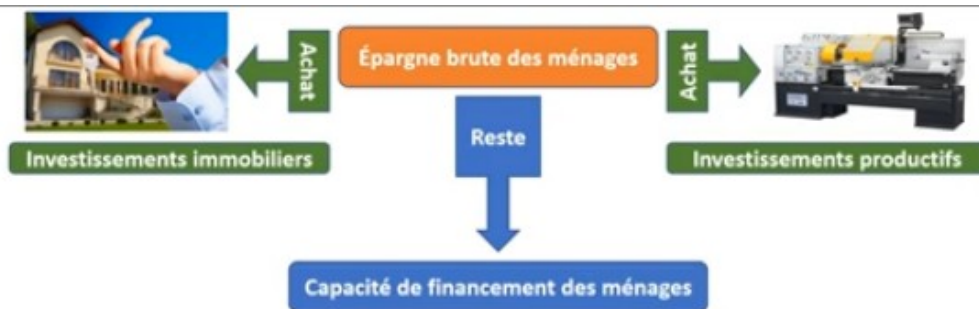 Épargne brute des ménages
Achat
Achat
Reste
Investissements immobiliers
Investissements productifs
Capacité de financement des ménages